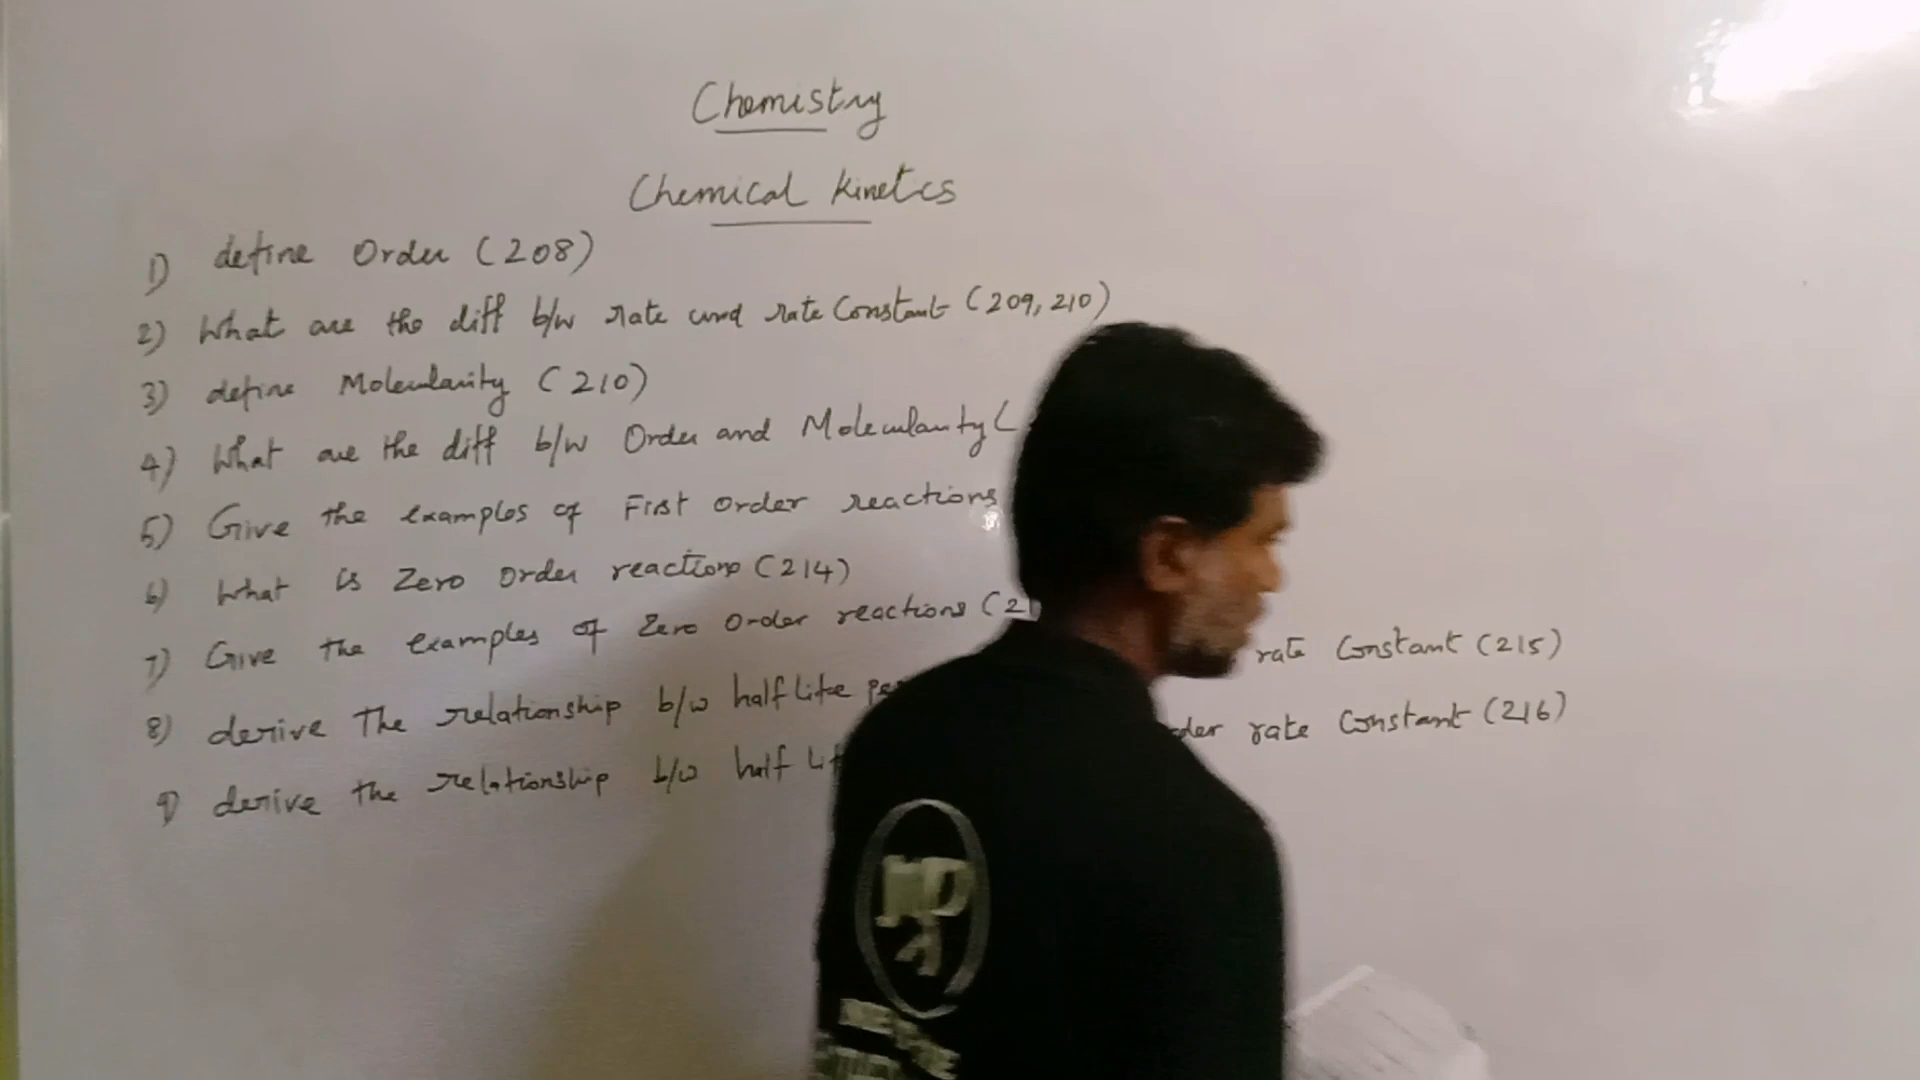 Chemistry
Chemical Kinetics
1) define Order (208)
2) What are the diff b/w rate and rate Constant (209, 210)
3) define Molecularity (210)
4) What are the diff b/w Order and Molecularity (
5) Give the examples of First Order reactions
6) What is Zero Order reactions (214)
7) Give the examples of Zero Order reactions (21
8) derive The relationship b/w half life rate Constant (215)
9) derive the relationship b/w half rate Constant (216)